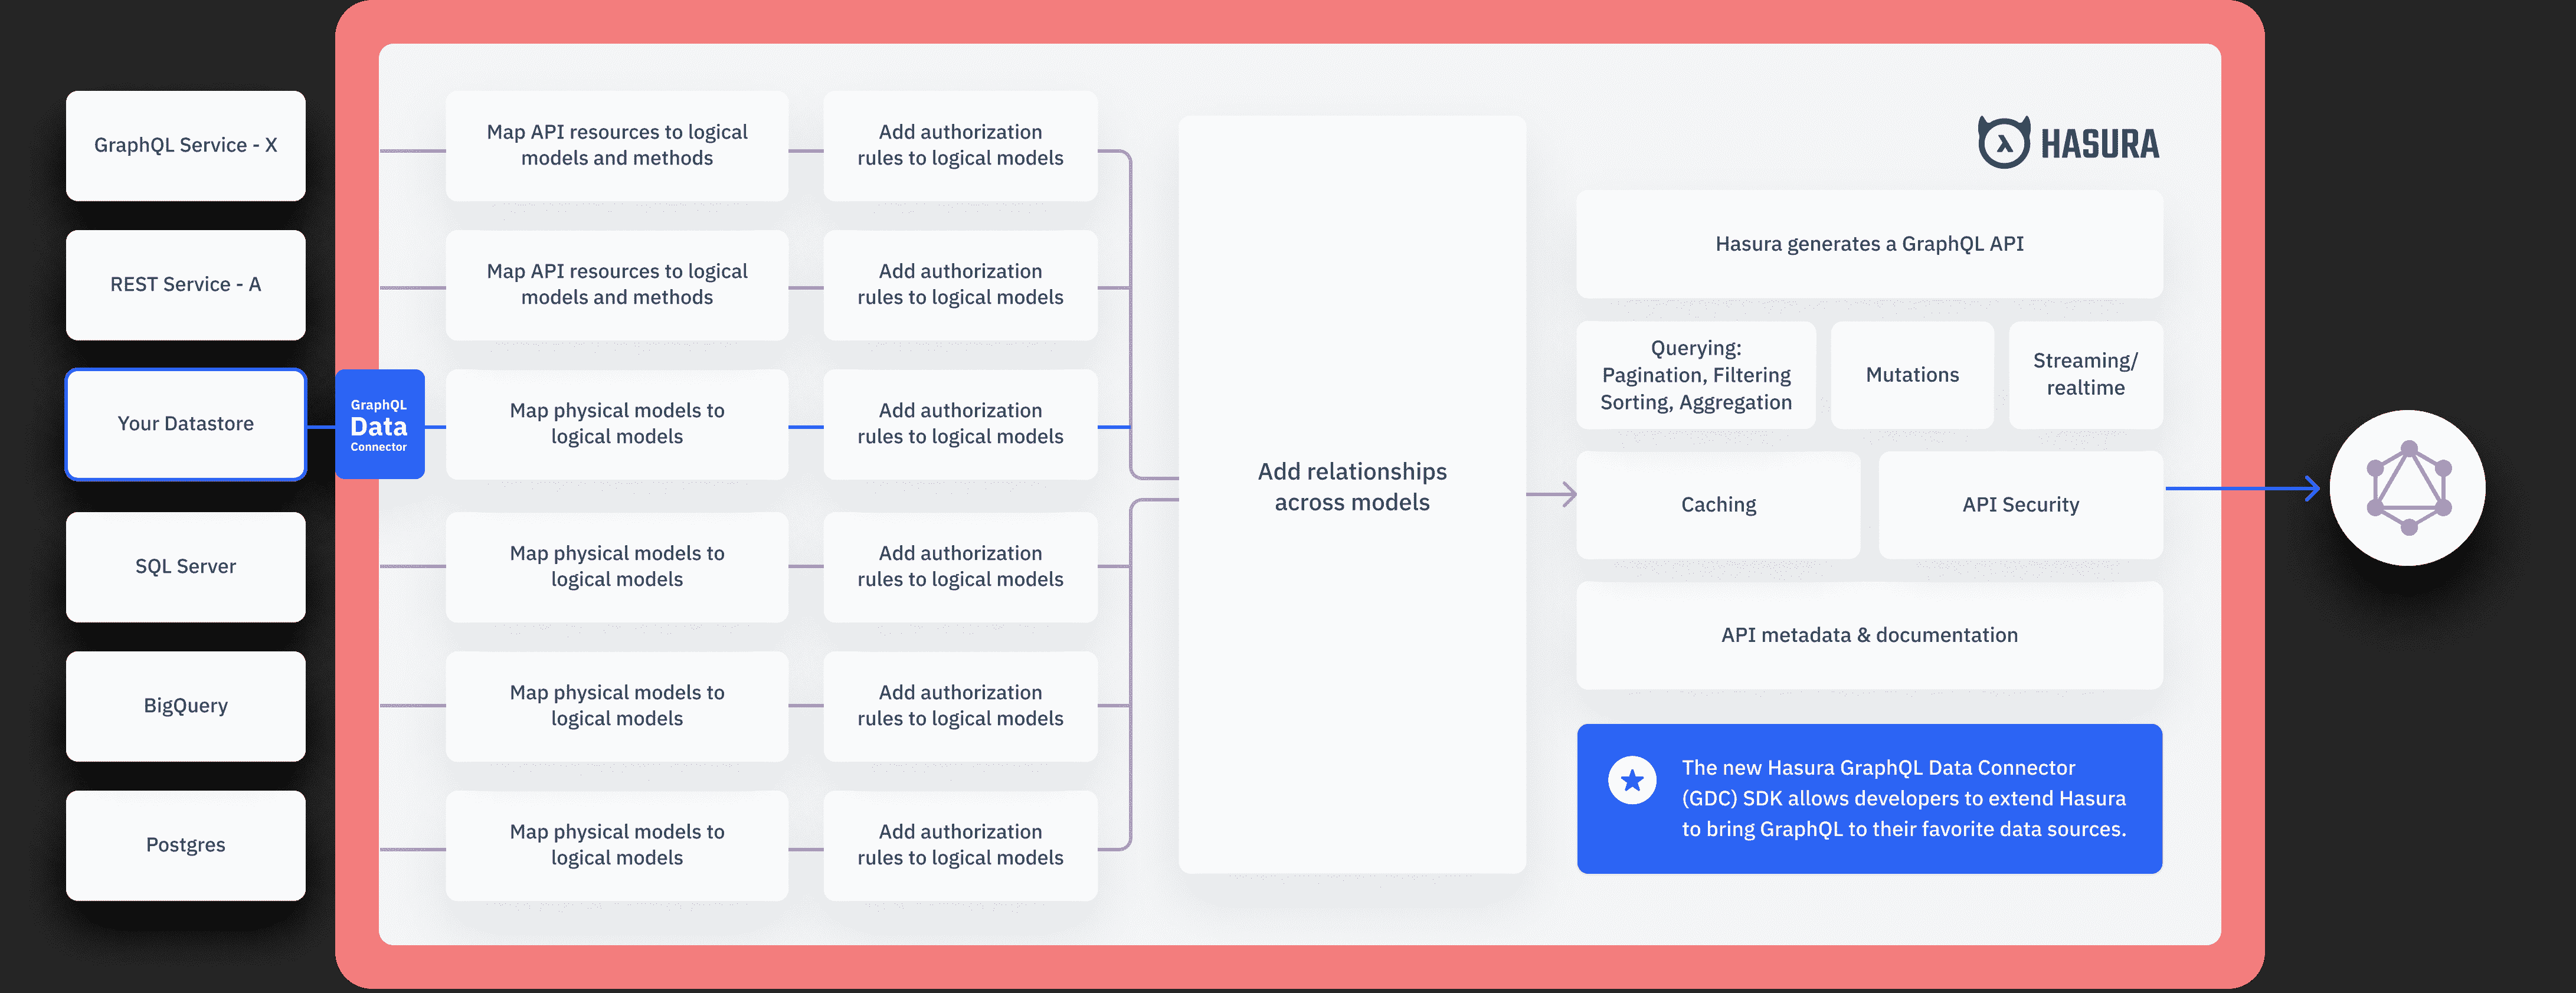 GraphQL Service - X
Map API resources to logical
models and methods
Add authorization
rules to logical models
REST Service - A
Map API resources to logical
models and methods
Add authorization
rules to logical models
Your Datastore
GraphQL
Data
Connector
Map physical models to
logical models
Add authorization
rules to logical models
SQL Server
Map physical models to
logical models
Add authorization
rules to logical models
BigQuery
Map physical models to
logical models
Add authorization
rules to logical models
Postgres
Map physical models to
logical models
Add authorization
rules to logical models
Add relationships
across models
HASURA
Hasura generates a GraphQL API
Querying:
Pagination, Filtering
Sorting, Aggregation
Mutations
Streaming/
realtime
Caching
API Security
API metadata & documentation
The new Hasura GraphQL Data Connector
(GDC) SDK allows developers to extend Hasura
to bring GraphQL to their favorite data sources.